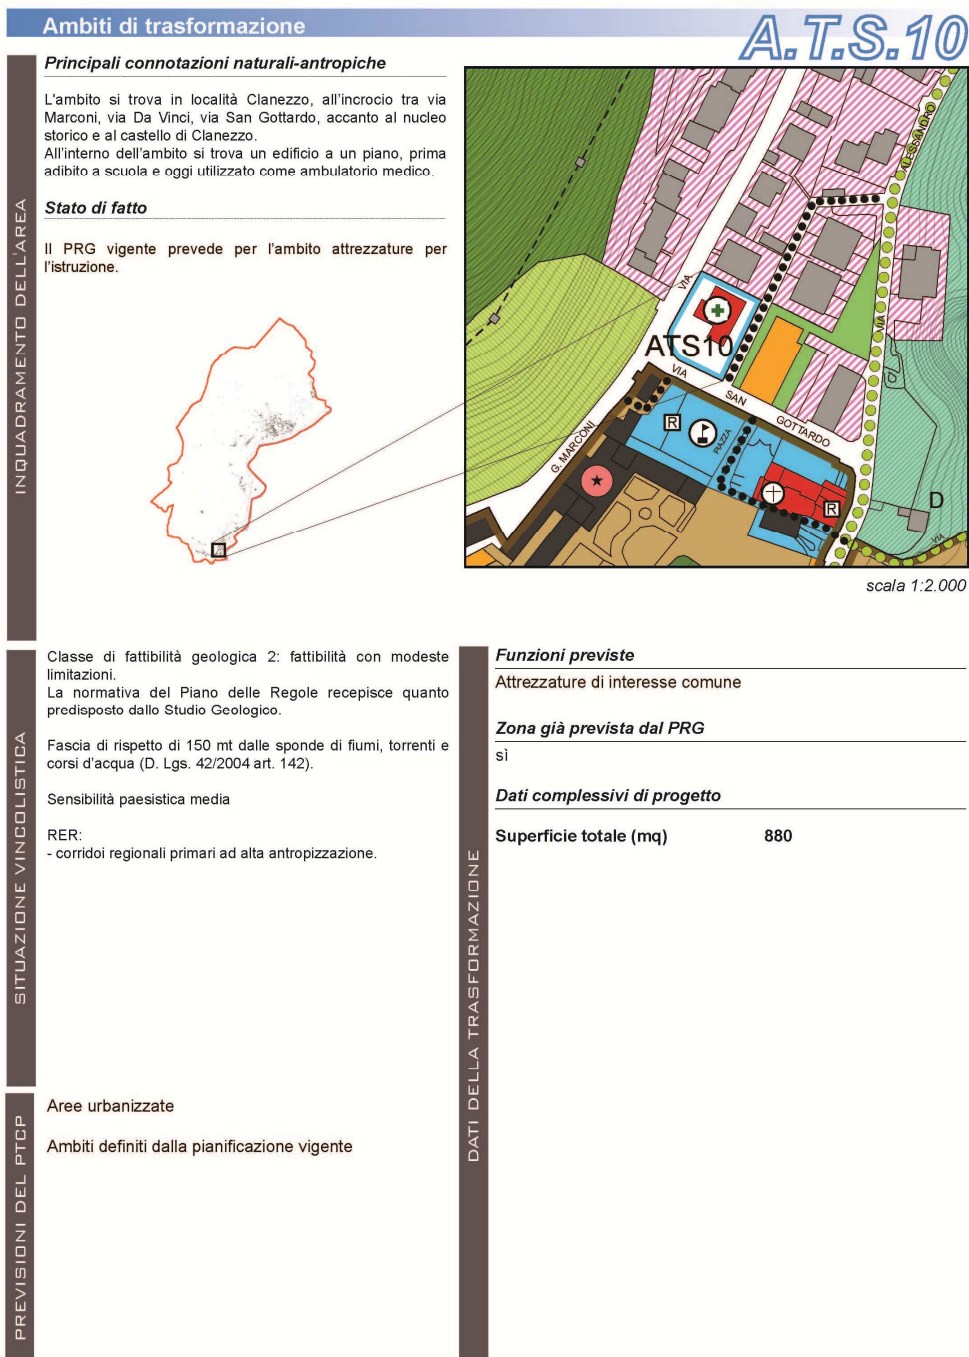 Ambiti di trasformazione
A.T.S.10
INQUADRAMENTO DELL'AREA
Principali connotazioni naturali-antropiche
L'ambito si trova in località Clanezzo, all'incrocio tra via
Marconi, via Da Vinci, via San Gottardo, accanto al nucleo
storico e al castello di Clanezzo.
All'interno dell'ambito si trova un edificio a un piano, prima
adibito a scuola e oggi utilizzato come ambulatorio medico.
Stato di fatto
Il PRG vigente prevede per l'ambito attrezzature per
l'istruzione.
ALESSANDRO
VIA
VIA
ATS10
VIA
SAN
GOTTARDO
G. MARCONI
R
PIAZZA
R
D
VIA
scala 1:2.000
SITUAZIONE VINCOLISTICA
Classe di fattibilità geologica 2: fattibilità con modeste
limitazioni.
La normativa del Piano delle Regole recepisce quanto
predisposto dallo Studio Geologico.
Fascia di rispetto di 150 mt dalle sponde di fiumi, torrenti e
corsi d'acqua (D. Lgs. 42/2004 art. 142).
Sensibilità paesistica media
RER:
- corridoi regionali primari ad alta antropizzazione.
PREVISIONI DEL PTCP
Aree urbanizzate
Ambiti definiti dalla pianificazione vigente
DATI DELLA TRASFORMAZIONE
Funzioni previste
Attrezzature di interesse comune
Zona già prevista dal PRG
sì
Dati complessivi di progetto
Superficie totale (mq) 880